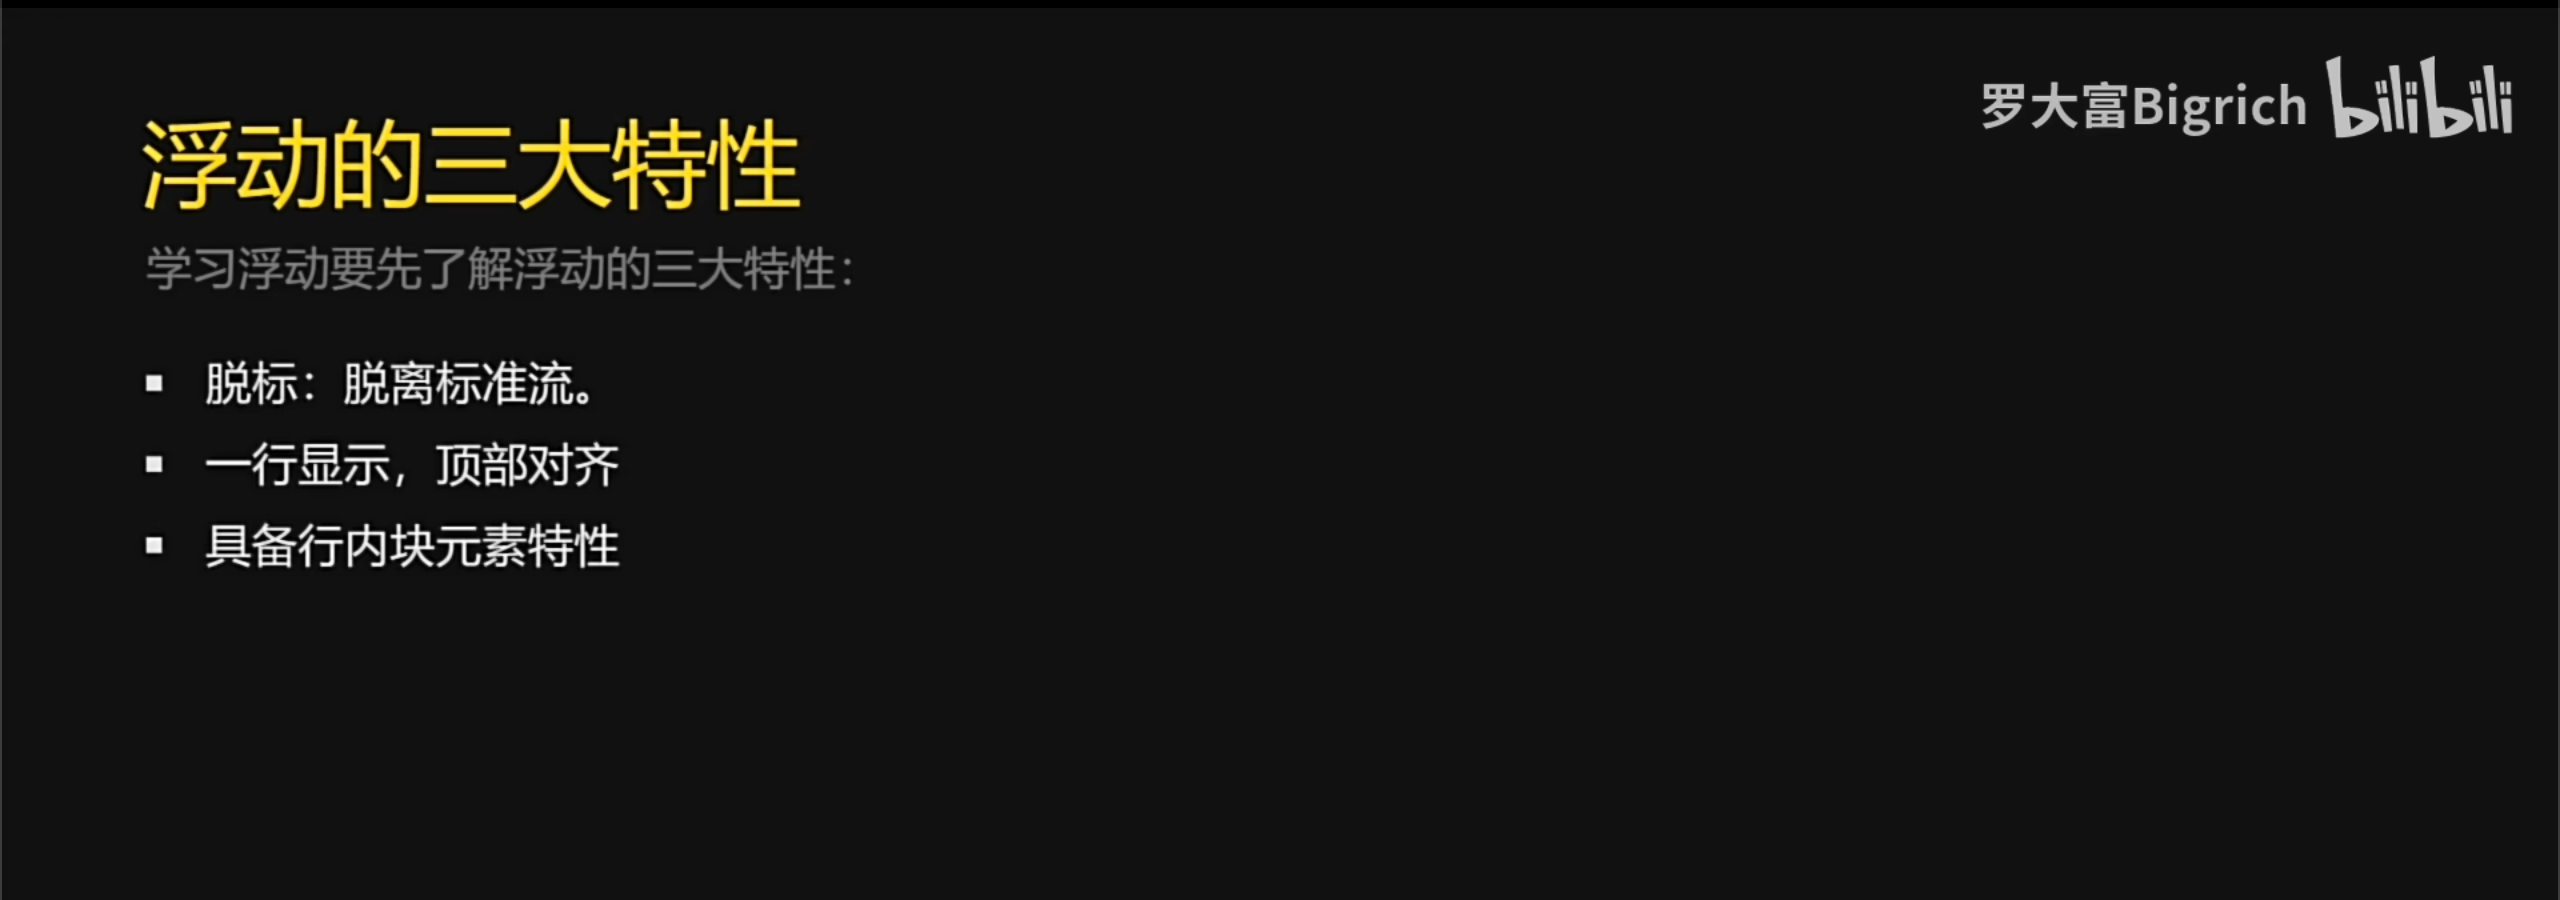 罗大富Bigrich bilibili
浮动的三大特性
学习浮动要先了解浮动的三大特性：
▪ 脱标：脱离标准流。
▪ 一行显示，顶部对齐
▪ 具备行内块元素特性